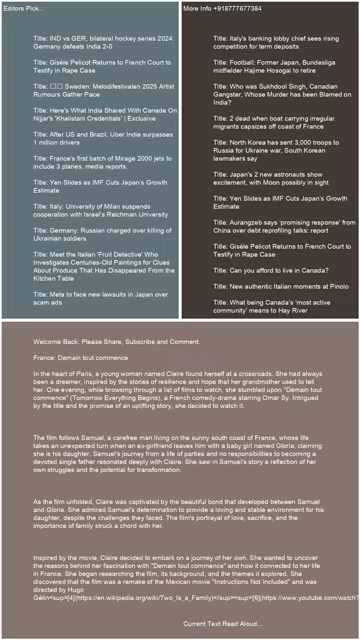 Editors Pick...
Title: IND vs GER, bilateral hockey series 2024:
Germany defeats India 2-0
Title: Gisèle Pelicot Returns to French Court to
Testify in Rape Case
Title: □□ Sweden: Melodifestivalen 2025 Artist
Rumours Gather Pace
Title: Here's What India Shared With Canada On
Nijjar's 'Khalistani Credentials' | Exclusive
Title: After US and Brazil, Uber India surpasses
1 million drivers
Title: France's first batch of Mirage 2000 jets to
include 3 planes, media reports.
Title: Yen Slides as IMF Cuts Japan's Growth
Estimate
Title: Italy: University of Milan suspends
cooperation with Israel's Reichman University
Title: Germany: Russian charged over killing of
Ukrainian soldiers
Title: Meet the Italian 'Fruit Detective' Who
Investigates Centuries-Old Paintings for Clues
About Produce That Has Disappeared From the
Kitchen Table
Title: Meta to face new lawsuits in Japan over
scam ads
More Info +918777677384
Title: Italy's banking lobby chief sees rising
competition for term deposits
Title: Football: Former Japan, Bundesliga
midfielder Hajime Hosogai to retire
Title: Who was Sukhdool Singh, Canadian
Gangster, Whose Murder has been Blamed on
India?
Title: 2 dead when boat carrying irregular
migrants capsizes off coast of France
Title: North Korea has sent 3,000 troops to
Russia for Ukraine war, South Korean
lawmakers say
Title: Japan's 2 new astronauts show
excitement, with Moon possibly in sight
Title: Yen Slides as IMF Cuts Japan's Growth
Estimate
Title: Aurangzeb says 'promising response' from
China over debt reprofiling talks: report
Title: Gisèle Pelicot Returns to French Court to
Testify in Rape Case
Title: Can you afford to live in Canada?
Title: New authentic Italian moments at Pinolo
Title: What being Canada's 'most active
community' means to Hay River
Welcome Back. Please Share, Subscribe and Comment.
France: Demain tout commence
In the heart of Paris, a young woman named Claire found herself at a crossroads. She had always
been a dreamer, inspired by the stories of resilience and hope that her grandmother used to tell
her. One evening, while browsing through a list of films to watch, she stumbled upon "Demain tout
commence" (Tomorrow Everything Begins), a French comedy-drama starring Omar Sy. Intrigued
by the title and the promise of an uplifting story, she decided to watch it.
The film follows Samuel, a carefree man living on the sunny south coast of France, whose life
takes an unexpected turn when an ex-girlfriend leaves him with a baby girl named Gloria, claiming
she is his daughter. Samuel's journey from a life of parties and no responsibilities to becoming a
devoted single father resonated deeply with Claire. She saw in Samuel's story a reflection of her
own struggles and the potential for transformation.
As the film unfolded, Claire was captivated by the beautiful bond that developed between Samuel
and Gloria. She admired Samuel's determination to provide a loving and stable environment for his
daughter, despite the challenges they faced. The film's portrayal of love, sacrifice, and the
importance of family struck a chord with her.
Inspired by the movie, Claire decided to embark on a journey of her own. She wanted to uncover
the reasons behind her fascination with "Demain tout commence" and how it connected to her life
in France. She began researching the film, its background, and the themes it explored. She
discovered that the film was a remake of the Mexican movie "Instructions Not Included" and was
directed by Hugo
Gélin<sup>[4](https://en.wikipedia.org/wiki/Two_Is_a_Family)</sup><sup>[6](https://www.youtube.com/watch?
Current Text Read Aloud...